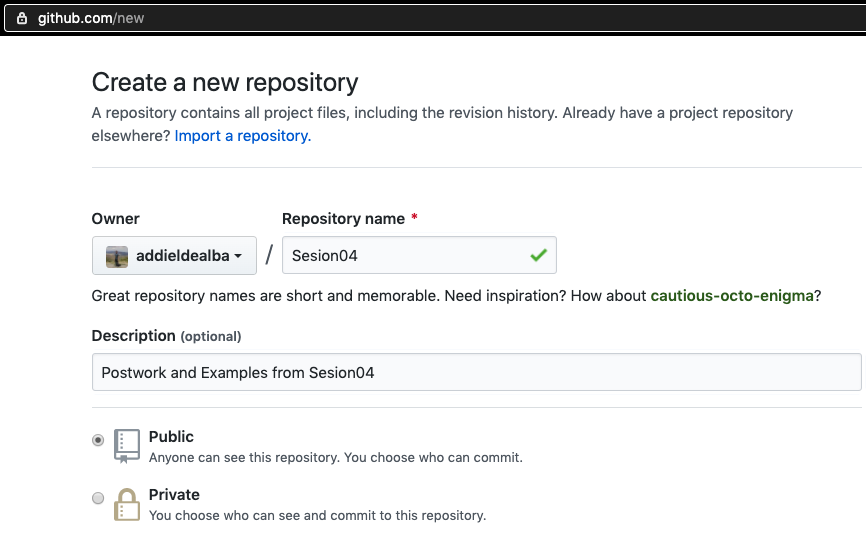 github.com/new
Create a new repository
A repository contains all project files, including the revision history. Already have a project repository
elsewhere? Import a repository.
Owner
Repository name *
addieldealba / Sesion04
Great repository names are short and memorable. Need inspiration? How about cautious-octo-enigma?
Description (optional)
Postwork and Examples from Sesion04
Public
Anyone can see this repository. You choose who can commit.
Private
You choose who can see and commit to this repository.